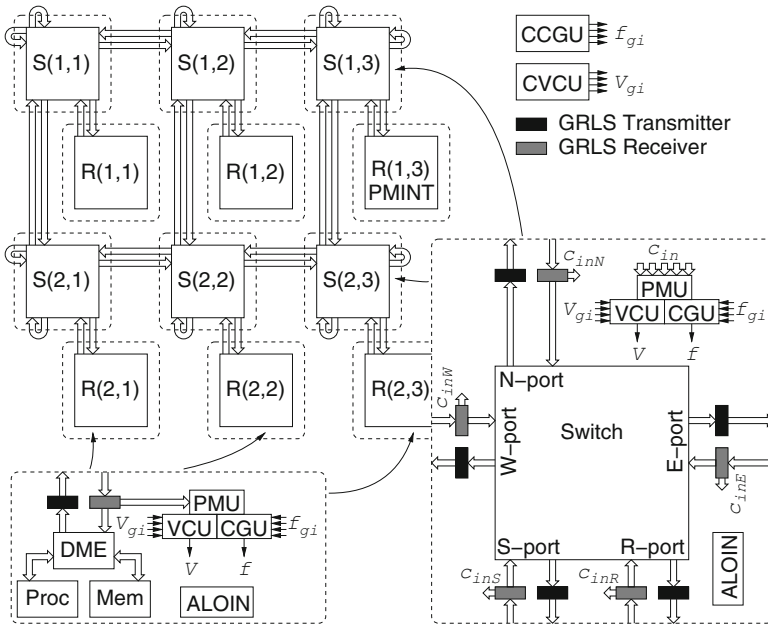 S(1,1)
S(1,2)
S(1,3)
CCGU
f_gi
CVCU
V_gi
GRLS Transmitter
GRLS Receiver
R(1,1)
R(1,2)
R(1,3)
PMINT
S(2,1)
S(2,2)
S(2,3)
R(2,1)
R(2,2)
R(2,3)
PMU
V_gi
VCU
CGU
f_gi
V
f
DME
Proc
Mem
ALOIN
c_inN
c_in
PMU
V_gi
VCU
CGU
f_gi
V
f
c_inW
N-port
W-port
Switch
E-port
c_inE
S-port
R-port
c_inS
c_inR
ALOIN